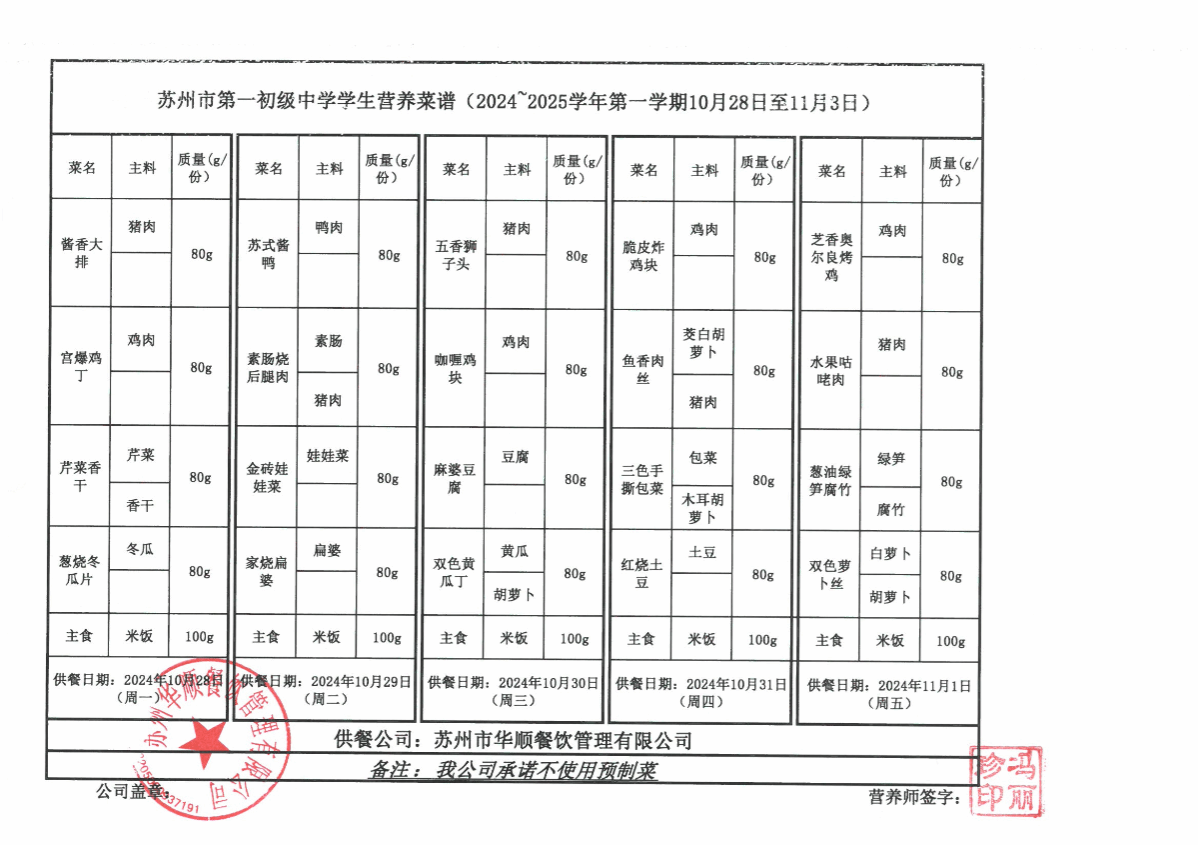 苏州市第一初级中学学生营养菜谱（2024~2025学年第一学期10月28日至11月3日）
菜名 主料 质量(g/份) 菜名 主料 质量(g/份) 菜名 主料 质量(g/份) 菜名 主料 质量(g/份) 菜名 主料 质量(g/份)
酱香大排 猪肉 80g 苏式酱鸭 鸭肉 80g 五香狮子头 猪肉 80g 脆皮炸鸡块 鸡肉 80g 芝香奥尔良烤鸡 鸡肉 80g
宫爆鸡丁 鸡肉 80g 素肠烧后腿肉 素肠 猪肉 80g 咖喱鸡块 鸡肉 80g 鱼香肉丝 茭白胡萝卜 猪肉 80g 水果咕咾肉 猪肉 80g
芹菜香干 芹菜 香干 80g 金砖娃娃菜 娃娃菜 80g 麻婆豆腐 豆腐 80g 三色手撕包菜 包菜 木耳胡萝卜 80g 葱油绿笋腐竹 绿笋 腐竹 80g
葱烧冬瓜片 冬瓜 80g 家烧扁婆 扁婆 80g 双色黄瓜丁 黄瓜 胡萝卜 80g 红烧土豆 土豆 80g 双色萝卜丝 白萝卜 胡萝卜 80g
主食 米饭 100g 主食 米饭 100g 主食 米饭 100g 主食 米饭 100g 主食 米饭 100g
供餐日期：2024年10月28日（周一） 供餐日期：2024年10月29日（周二） 供餐日期：2024年10月30日（周三） 供餐日期：2024年10月31日（周四） 供餐日期：2024年11月1日（周五）
供餐公司：苏州市华顺餐饮管理有限公司
备注：我公司承诺不使用预制菜
公司盖章：
营养师签字：
冯丽珍印